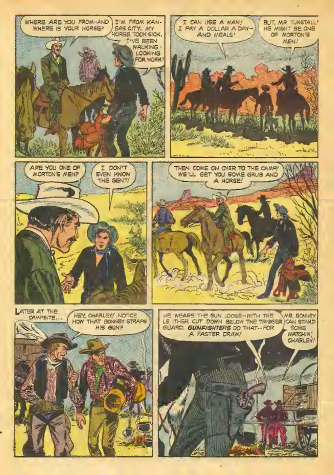 WHERE ARE YOU FROM—AND
WHERE IS YOUR HORSE?
I'M FROM KAN-
SAS CITY. MY
HORSE TOOK SICK.
I'VE BEEN
WALKING—
LOOKING
FOR WORK!
I CAN USE A MAN!
I PAY A DOLLAR A DAY—
AND MEALS!
BUT, MR. TUNSTALL!
HE MIGHT BE ONE
OF MORTON'S
MEN!
ARE YOU ONE OF
MORTON'S MEN?
I DON'T
EVEN KNOW
THE GENT!
THEN COME ON OVER TO THE CAMP!
WE'LL GET YOU SOME GRUB AND
A HORSE!
LATER AT THE
CAMPSITE...
HEY, CHARLEY! NOTICE
HOW THAT BONNEY STRAPS
HIS GUN?
HE WEARS THE GUN LOOSE—WITH THE
LEATHER CUT DOWN BELOW THE TRIGGER
GUARD. GUNFIGHTERS DO THAT—FOR
A FASTER DRAW!
MR. BONNEY
CAN STAND
SOME
WATCHIN',
CHARLEY!